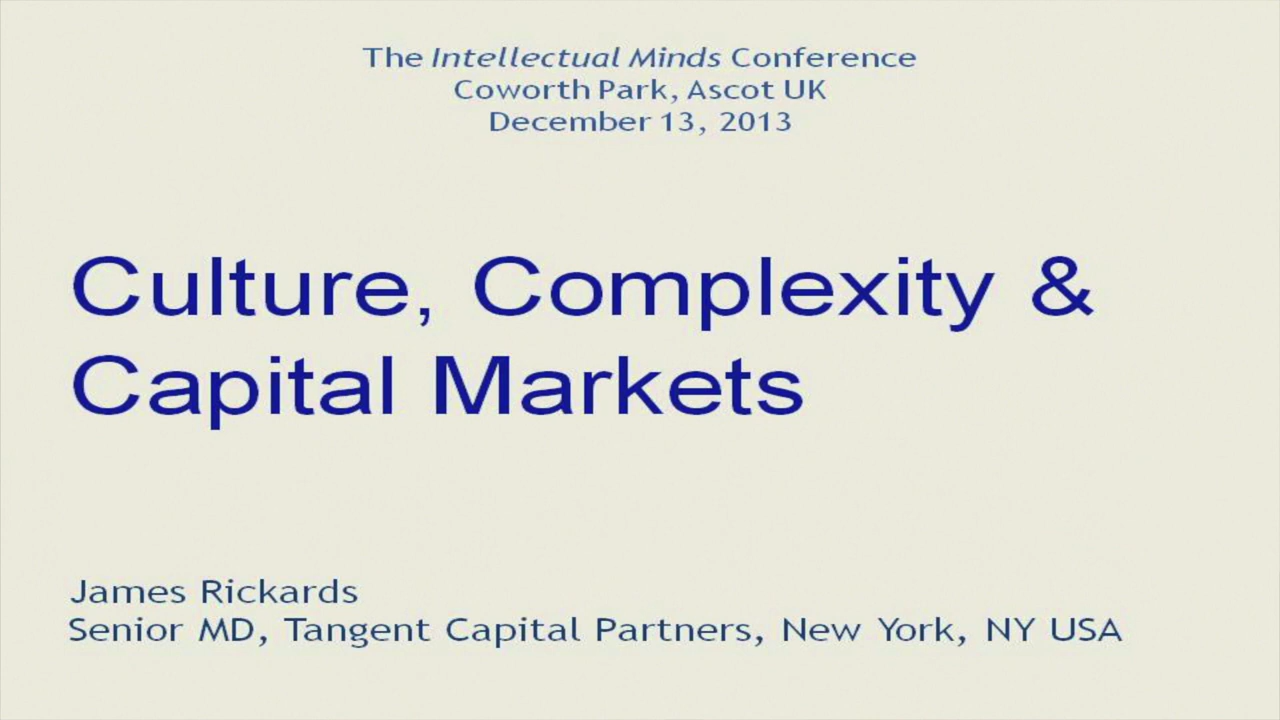 The Intellectual Minds Conference
Coworth Park, Ascot UK
December 13, 2013
Culture, Complexity &
Capital Markets
James Rickards
Senior MD, Tangent Capital Partners, New York, NY USA